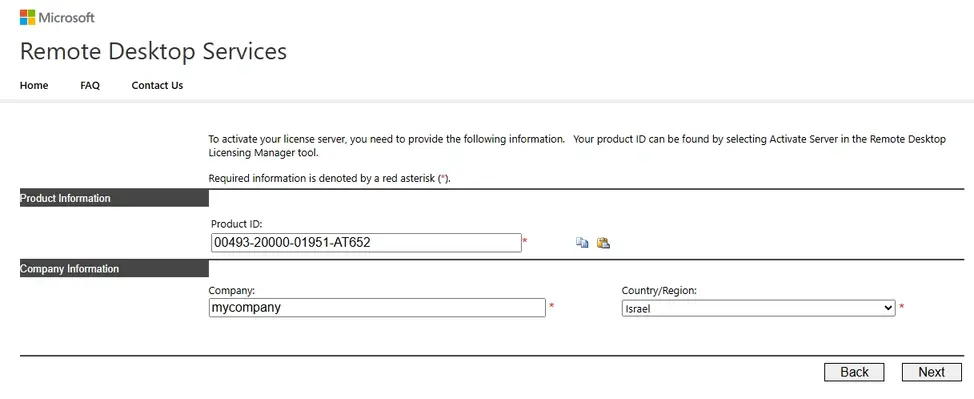 Microsoft
Remote Desktop Services
Home FAQ Contact Us
To activate your license server, you need to provide the following information. Your product ID can be found by selecting Activate Server in the Remote Desktop
Licensing Manager tool.
Required information is denoted by a red asterisk (*).
Product Information
Product ID:
00493-20000-01951-AT652 *
Company Information
Company: Country/Region:
mycompany * Israel *
Back Next